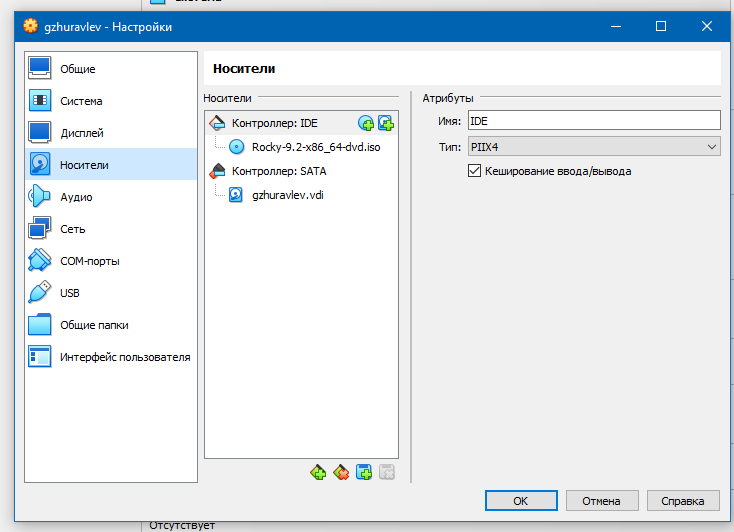 gzhuravlev - Настройки
Общие
Система
Дисплей
Носители
Аудио
Сеть
COM-порты
USB
Общие папки
Интерфейс пользователя
Носители
Носители
Контроллер: IDE
Rocky-9.2-x86_64-dvd.iso
Контроллер: SATA
gzhuravlev.vdi
Атрибуты
Имя: IDE
Тип: PIIX4
Кеширование ввода/вывода
OK Отмена Справка
Отсутствует